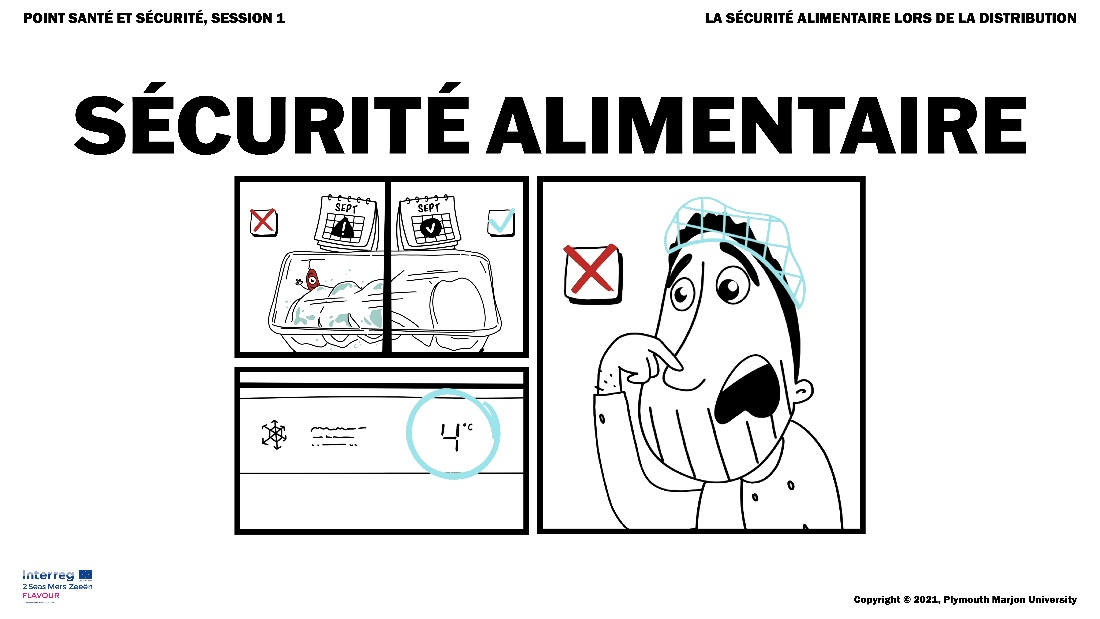 POINT SANTÉ ET SÉCURITÉ, SESSION 1
LA SÉCURITÉ ALIMENTAIRE LORS DE LA DISTRIBUTION
SÉCURITÉ ALIMENTAIRE
SEPT
SEPT
4°C
Interreg
2 Seas Mers Zeeën
FLAVOUR
Copyright © 2021, Plymouth Marjon University